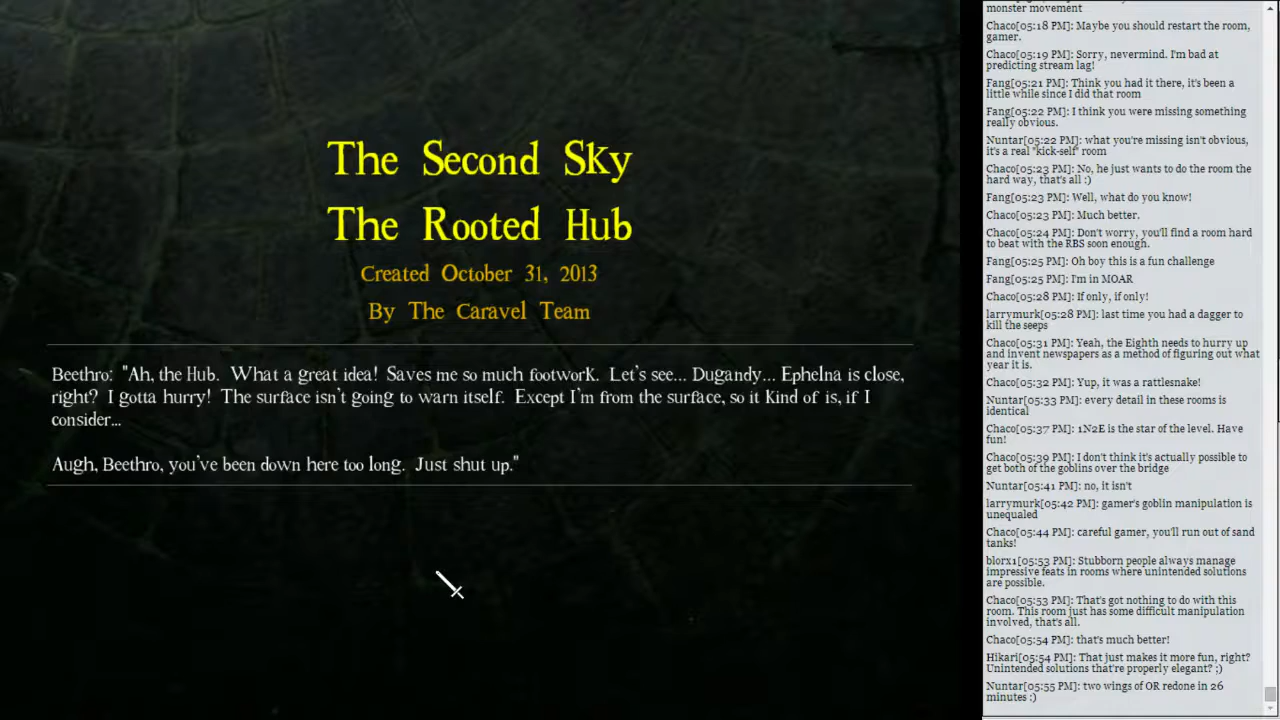 The Second Sky
The Rooted Hub
Created October 31, 2013
By The Caravel Team
Beethro: "Ah, the Hub. What a great idea! Saves me so much footwork. Let's see... Dugandy... Ephelna is close,
right? I gotta hurry! The surface isn't going to warn itself. Except I'm from the surface, so it kind of is, if I
consider...
Augh, Beethro, you've been down here too long. Just shut up."
monster movement
Chaco[05:18 PM]: Maybe you should restart the room,
gamer.
Chaco[05:19 PM]: Sorry, nevermind. I'm bad at
predicting stream lag!
Fang[05:21 PM]: Think you had it there, it's been a
little while since I did that room
Fang[05:22 PM]: I think you were missing something
really obvious.
Nuntar[05:22 PM]: what you're missing isn't obvious,
it's a real "kick-self" room
Chaco[05:23 PM]: No, he just wants to do the room the
hard way, that's all :)
Fang[05:23 PM]: Well, what do you know!
Chaco[05:23 PM]: Much better.
Chaco[05:24 PM]: Don't worry, you'll find a room hard
to beat with the RBS soon enough.
Fang[05:25 PM]: Oh boy this is a fun challenge
Fang[05:25 PM]: I'm in MOAR
Chaco[05:28 PM]: If only, if only!
larrymurk[05:28 PM]: last time you had a dagger to
kill the seeps
Chaco[05:31 PM]: Yeah, the Eighth needs to hurry up
and invent newspapers as a method of figuring out what
year it is.
Chaco[05:32 PM]: Yup, it was a rattlesnake!
Nuntar[05:33 PM]: every detail in these rooms is
identical
Chaco[05:37 PM]: 1N2E is the star of the level. Have
fun!
Chaco[05:39 PM]: I don't think it's actually possible to
get both of the goblins over the bridge
Nuntar[05:41 PM]: no, it isn't
larrymurk[05:42 PM]: gamer's goblin manipulation is
unequaled
Chaco[05:44 PM]: careful gamer, you'll run out of sand
tanks!
blorx1[05:53 PM]: Stubborn people always manage
impressive feats in rooms where unintended solutions
are possible.
Chaco[05:53 PM]: That's got nothing to do with this
room. This room just has some difficult manipulation
involved, that's all.
Chaco[05:54 PM]: that's much better!
Hikari[05:54 PM]: That just makes it more fun, right?
Unintended solutions that're properly elegant? ;)
Nuntar[05:55 PM]: two wings of OR redone in 26
minutes :)